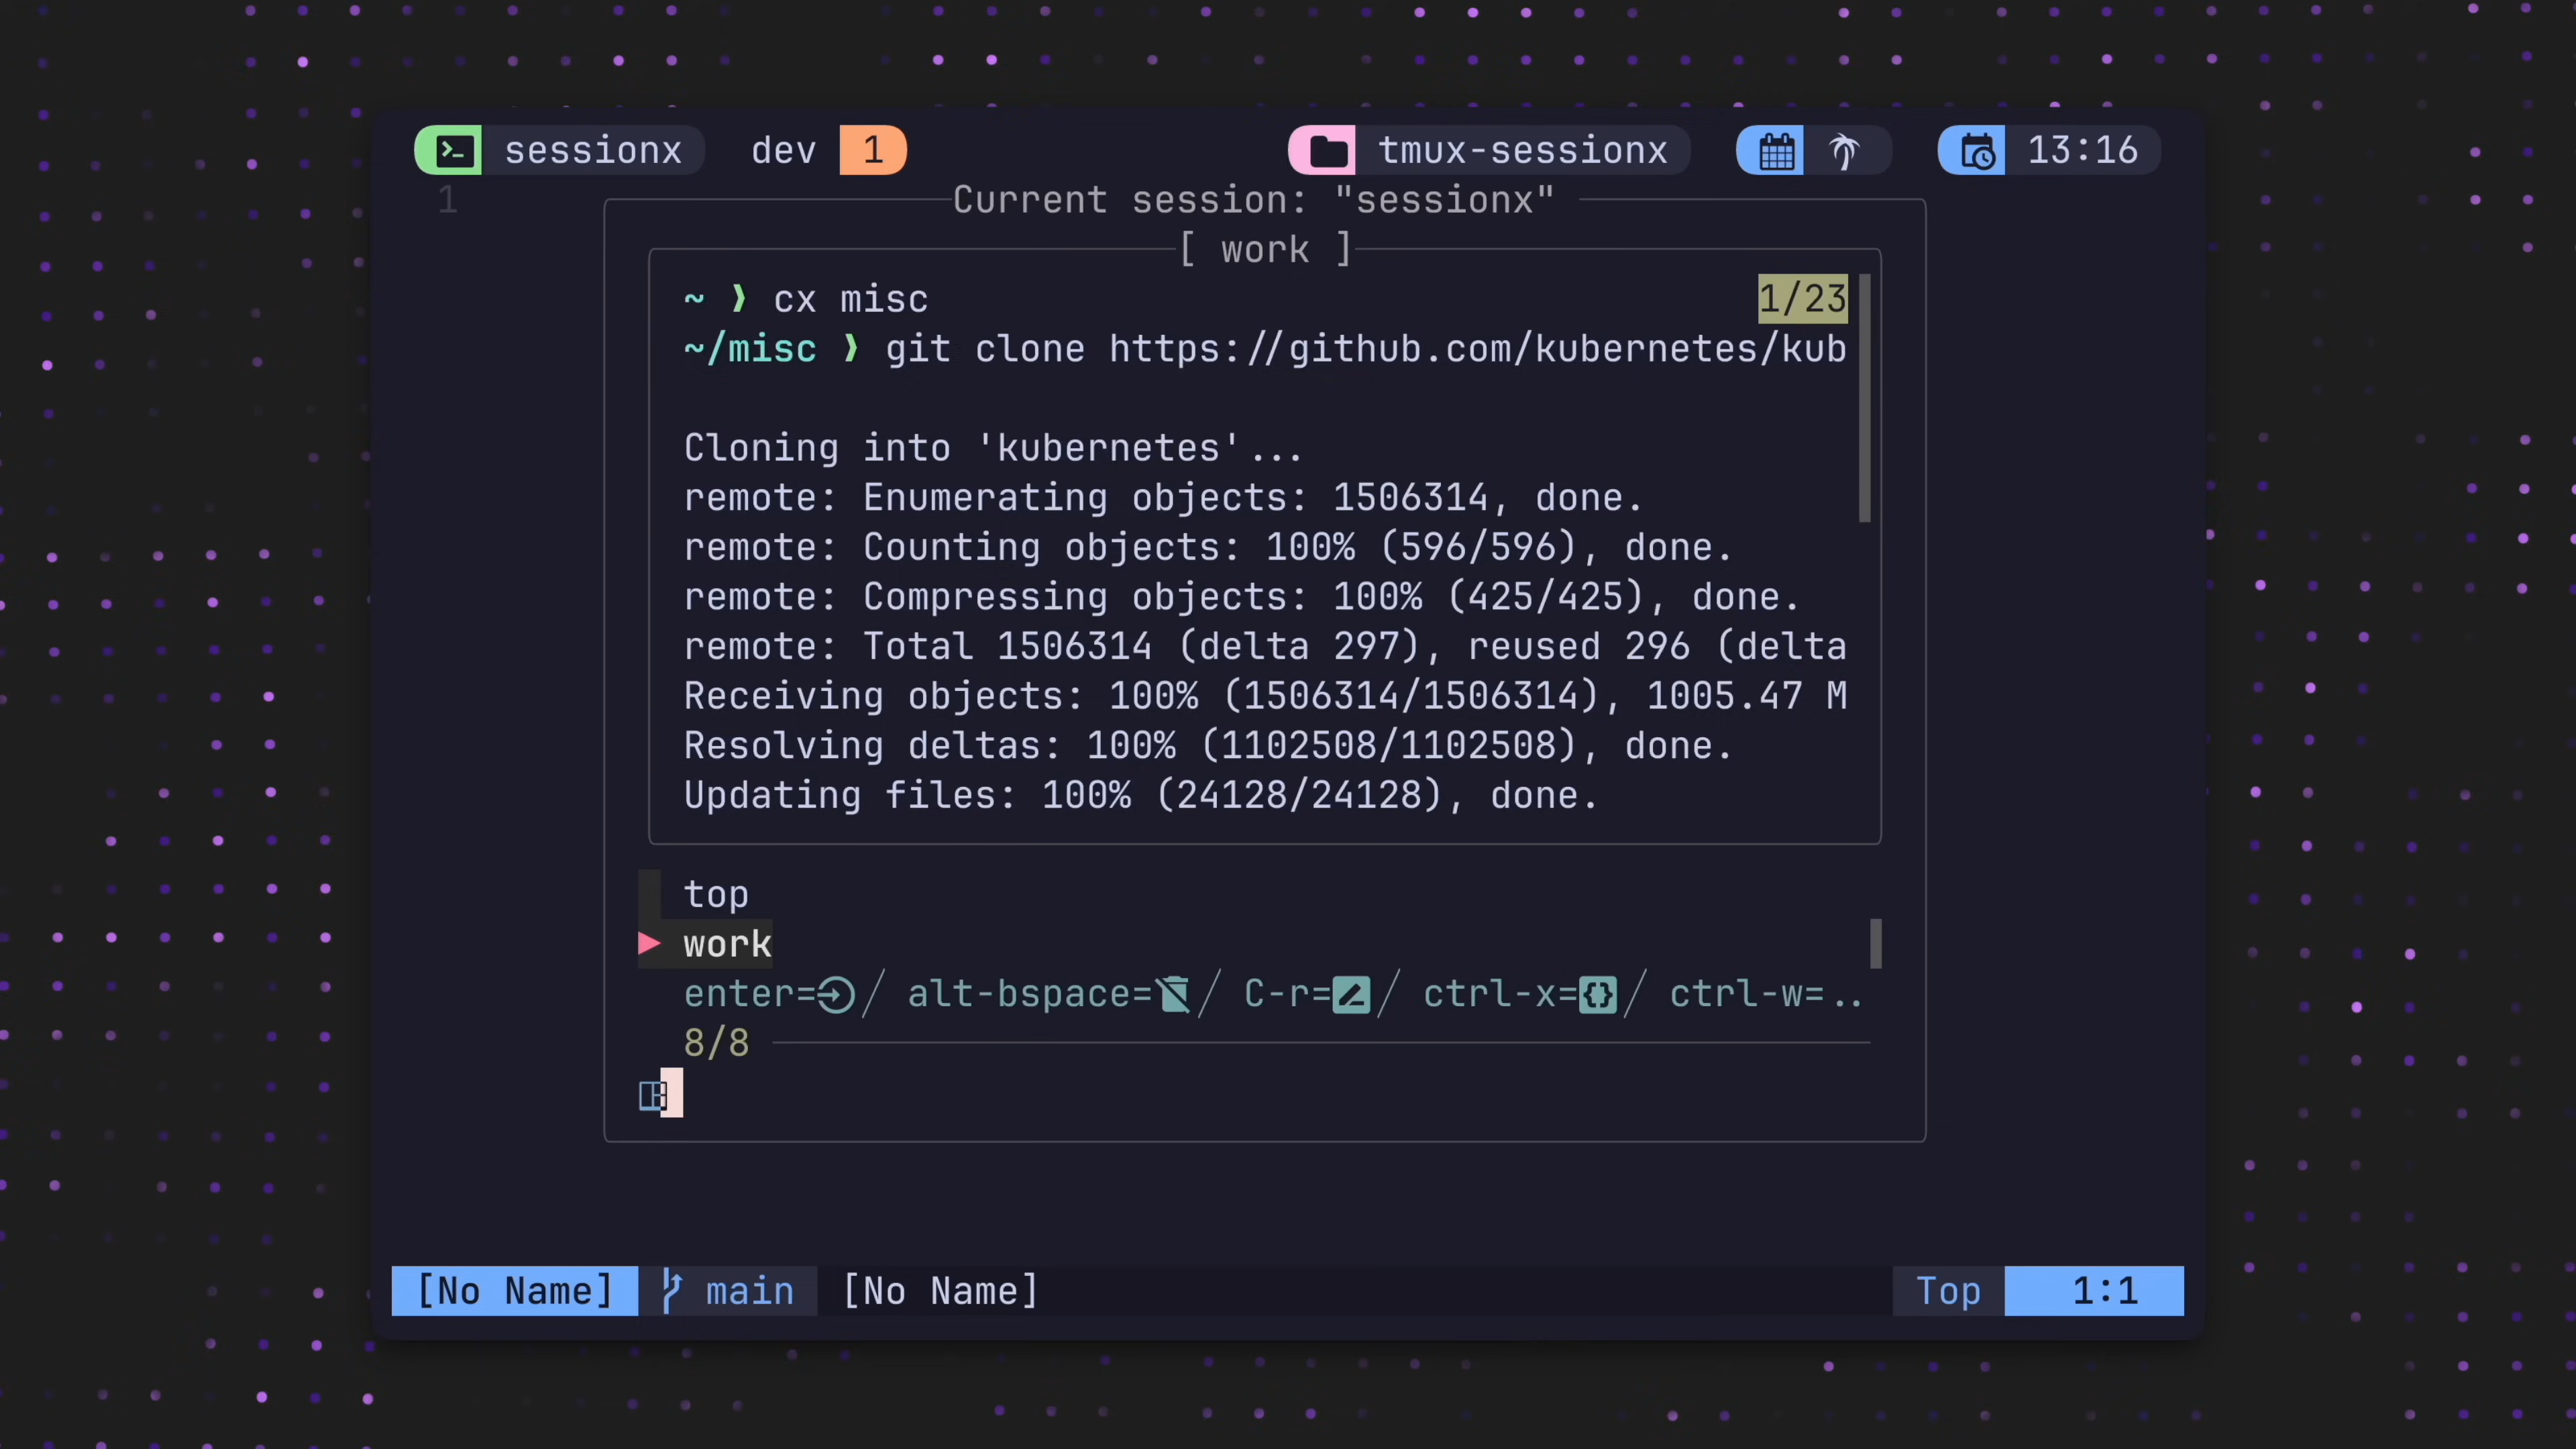 sessionx dev 1 tmux-sessionx 13:16
1
Current session: "sessionx"
[ work ]
~ ❯ cx misc 1/23
~/misc ❯ git clone https://github.com/kubernetes/kub
Cloning into 'kubernetes'...
remote: Enumerating objects: 1506314, done.
remote: Counting objects: 100% (596/596), done.
remote: Compressing objects: 100% (425/425), done.
remote: Total 1506314 (delta 297), reused 296 (delta
Receiving objects: 100% (1506314/1506314), 1005.47 M
Resolving deltas: 100% (1102508/1102508), done.
Updating files: 100% (24128/24128), done.
top
work
enter= / alt-bspace= / C-r= / ctrl-x={} / ctrl-w=..
8/8
[No Name] main [No Name] Top 1:1